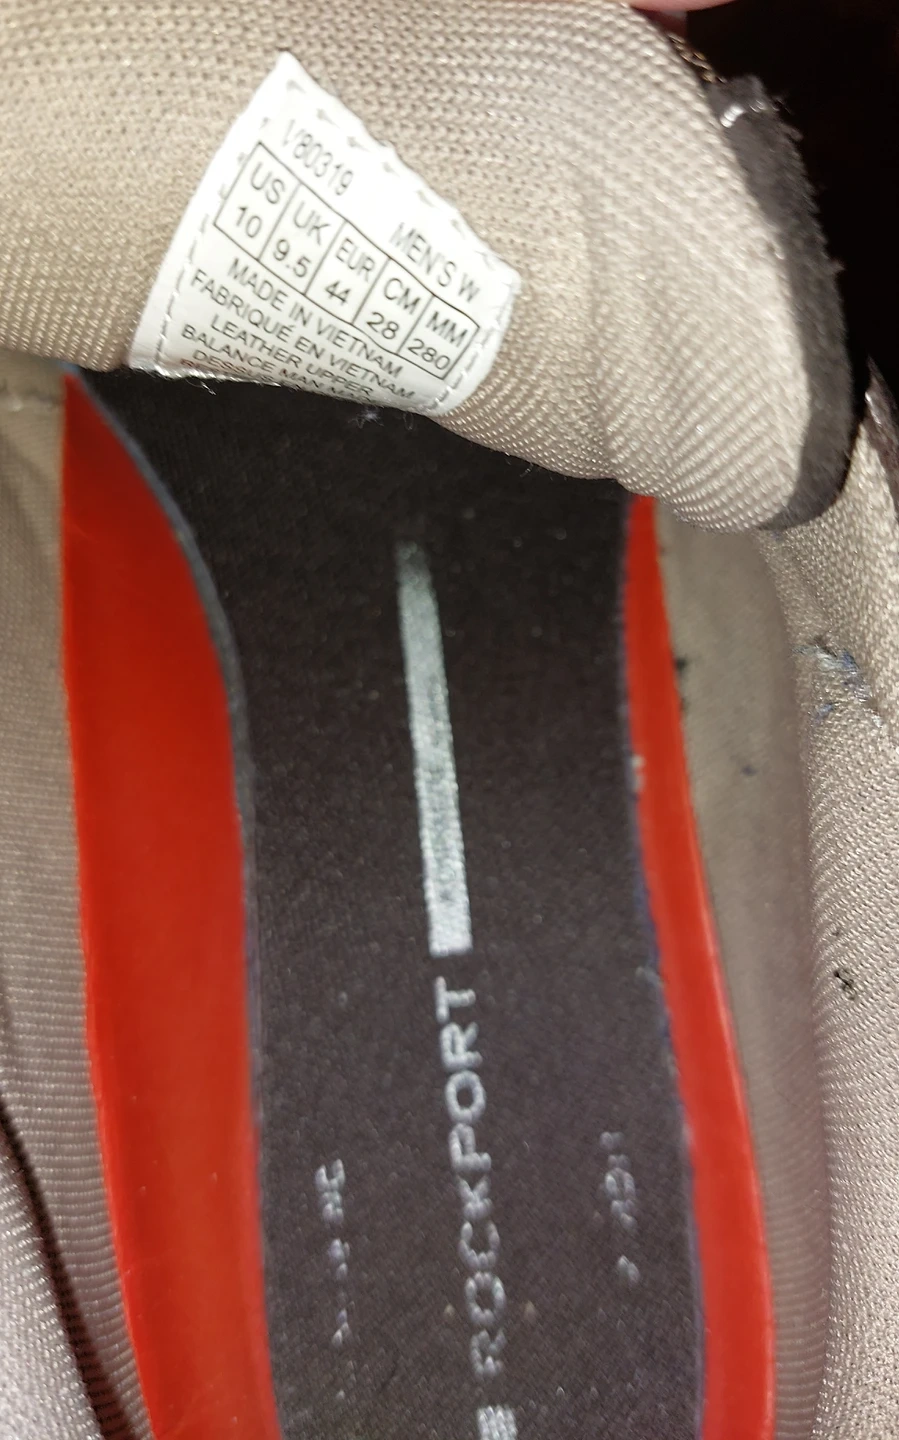 V80319 MEN'S W
US UK EUR CM MM
10 9.5 44 28 280
MADE IN VIETNAM
FABRIQUÉ EN VIETNAM
LEATHER UPPER
BALANCE MAN MADE
ROCKPORT